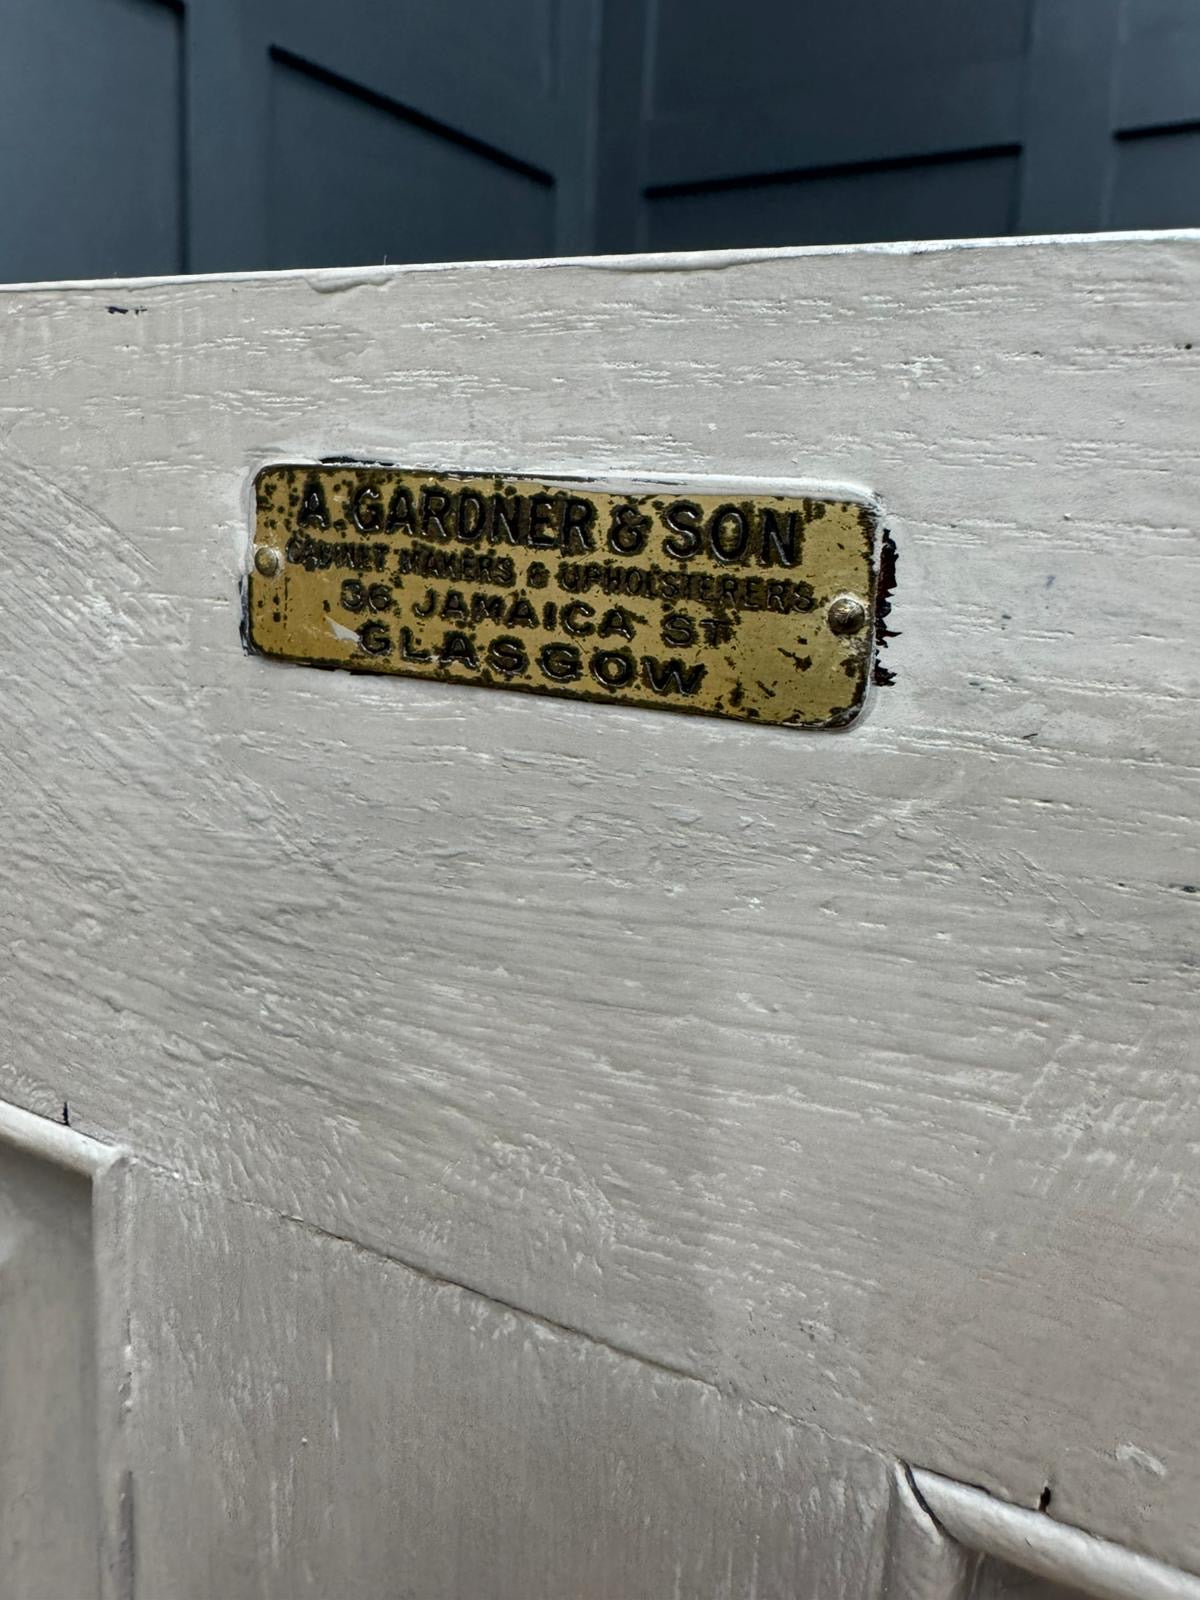 A. GARDNER & SON
CABINET MAKERS & UPHOLSTERERS
36, JAMAICA ST
GLASGOW